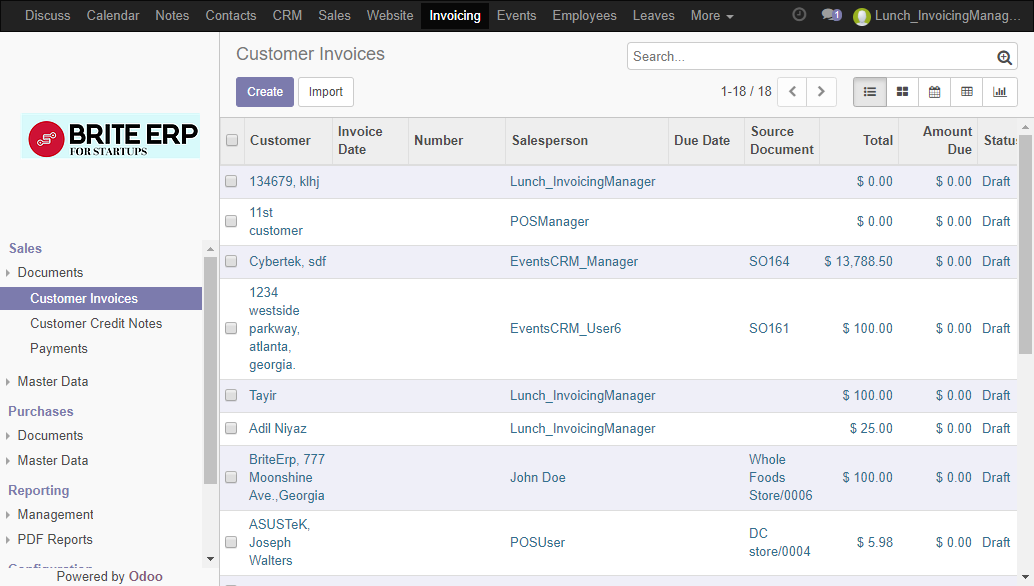 Discuss Calendar Notes Contacts CRM Sales Website Invoicing Events Employees Leaves More 1 Lunch_InvoicingManag...
BRITE ERP
FOR STARTUPS
Sales
Documents
Customer Invoices
Customer Credit Notes
Payments
Master Data
Purchases
Documents
Master Data
Reporting
Management
PDF Reports
Configuration
Powered by Odoo
Customer Invoices
Search...
Create Import
1-18 / 18
Customer Invoice Date Number Salesperson Due Date Source Document Total Amount Due Status
134679, klhj Lunch_InvoicingManager $ 0.00 $ 0.00 Draft
11st
customer
POSManager $ 0.00 $ 0.00 Draft
Cybertek, sdf EventsCRM_Manager SO164 $ 13,788.50 $ 0.00 Draft
1234
westside
parkway,
atlanta,
georgia.
EventsCRM_User6 SO161 $ 100.00 $ 0.00 Draft
Tayir Lunch_InvoicingManager $ 100.00 $ 0.00 Draft
Adil Niyaz Lunch_InvoicingManager $ 25.00 $ 0.00 Draft
BriteErp, 777
Moonshine
Ave.,Georgia
John Doe
Whole
Foods
Store/0006
$ 100.00 $ 0.00 Draft
ASUSTeK,
Joseph
Walters
POSUser
DC
store/0004
$ 5.98 $ 0.00 Draft